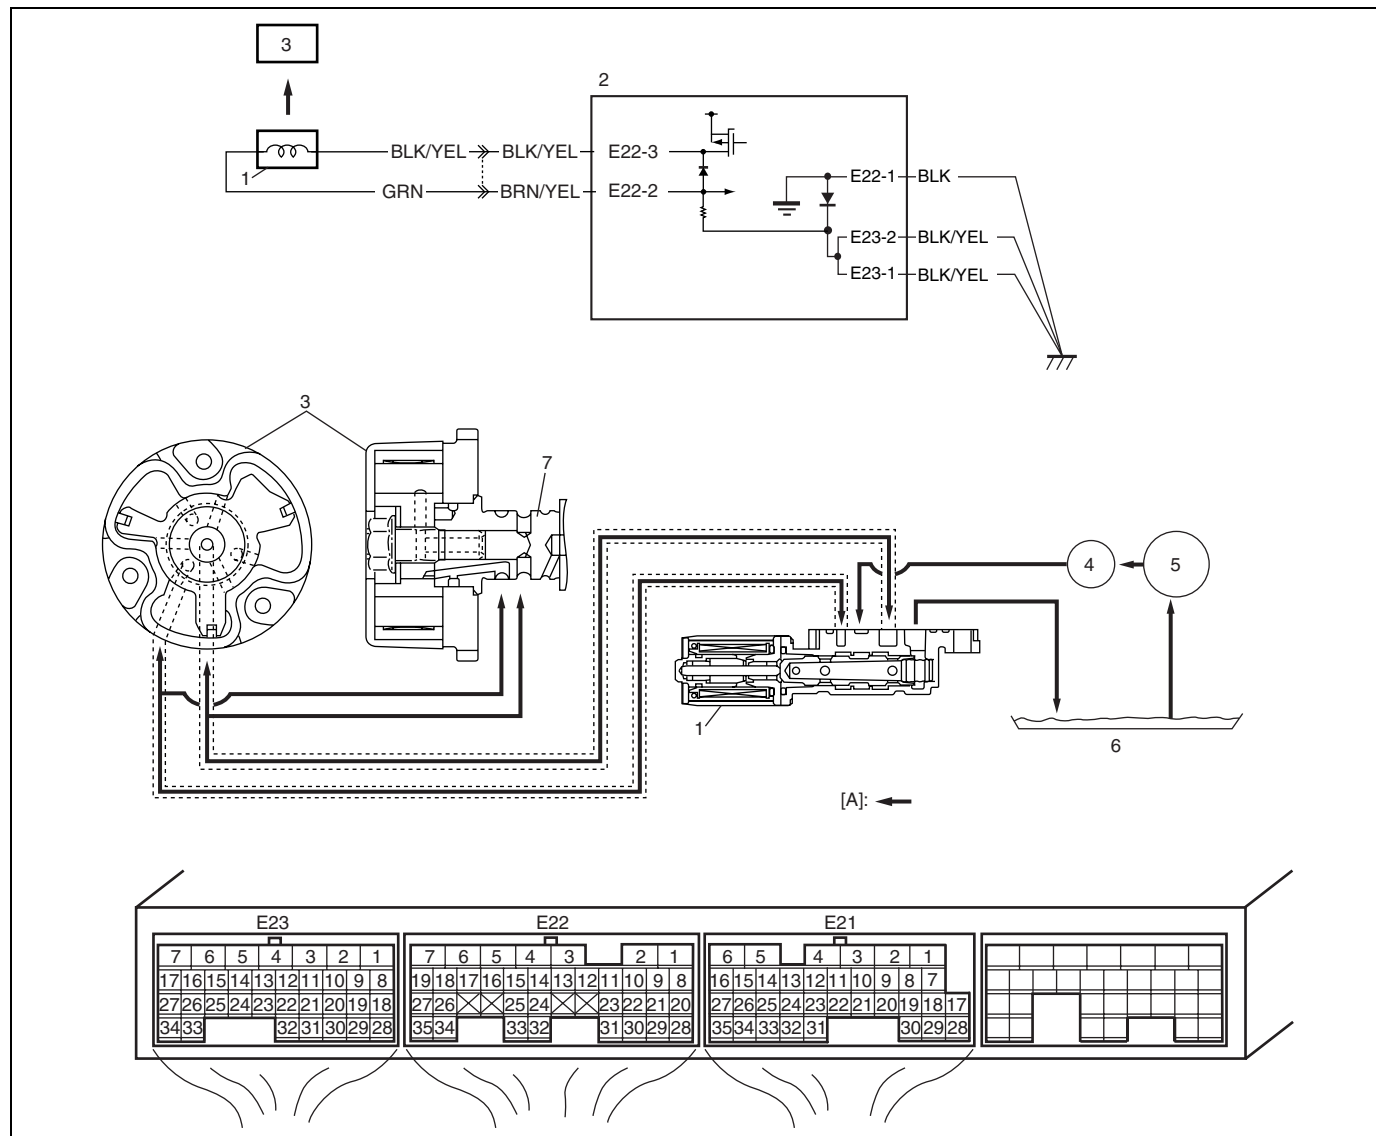 3
2
BLK/YEL BLK/YEL E22-3
1
GRN BRN/YEL E22-2
E22-1 BLK
E23-2 BLK/YEL
E23-1 BLK/YEL
3
7
4 5
1
6
[A]:
E23 E22 E21
7 6 5 4 3 2 1
17 16 15 14 13 12 11 10 9 8
27 26 25 24 23 22 21 20 19 18
34 33 32 31 30 29 28
7 6 5 4 3 2 1
19 18 17 16 15 14 13 12 11 10 9 8
27 26 25 24 23 22 21 20
35 34 33 32 31 30 29 28
6 5 4 3 2 1
16 15 14 13 12 11 10 9 8 7
27 26 25 24 23 22 21 20 19 18 17
35 34 33 32 31 30 29 28